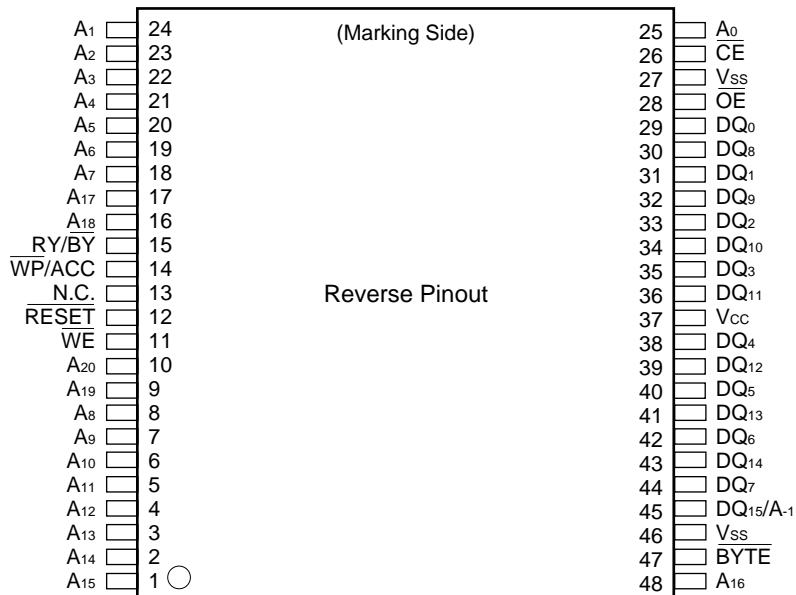 A1 24 (Marking Side) 25 A0
A2 23 26 CE
A3 22 27 VSS
A4 21 28 OE
A5 20 29 DQ0
A6 19 30 DQ8
A7 18 31 DQ1
A17 17 32 DQ9
A18 16 33 DQ2
RY/BY 15 34 DQ10
WP/ACC 14 35 DQ3
N.C. 13 Reverse Pinout 36 DQ11
RESET 12 37 VCC
WE 11 38 DQ4
A20 10 39 DQ12
A19 9 40 DQ5
A8 8 41 DQ13
A9 7 42 DQ6
A10 6 43 DQ14
A11 5 44 DQ7
A12 4 45 DQ15/A-1
A13 3 46 VSS
A14 2 47 BYTE
A15 1 48 A16